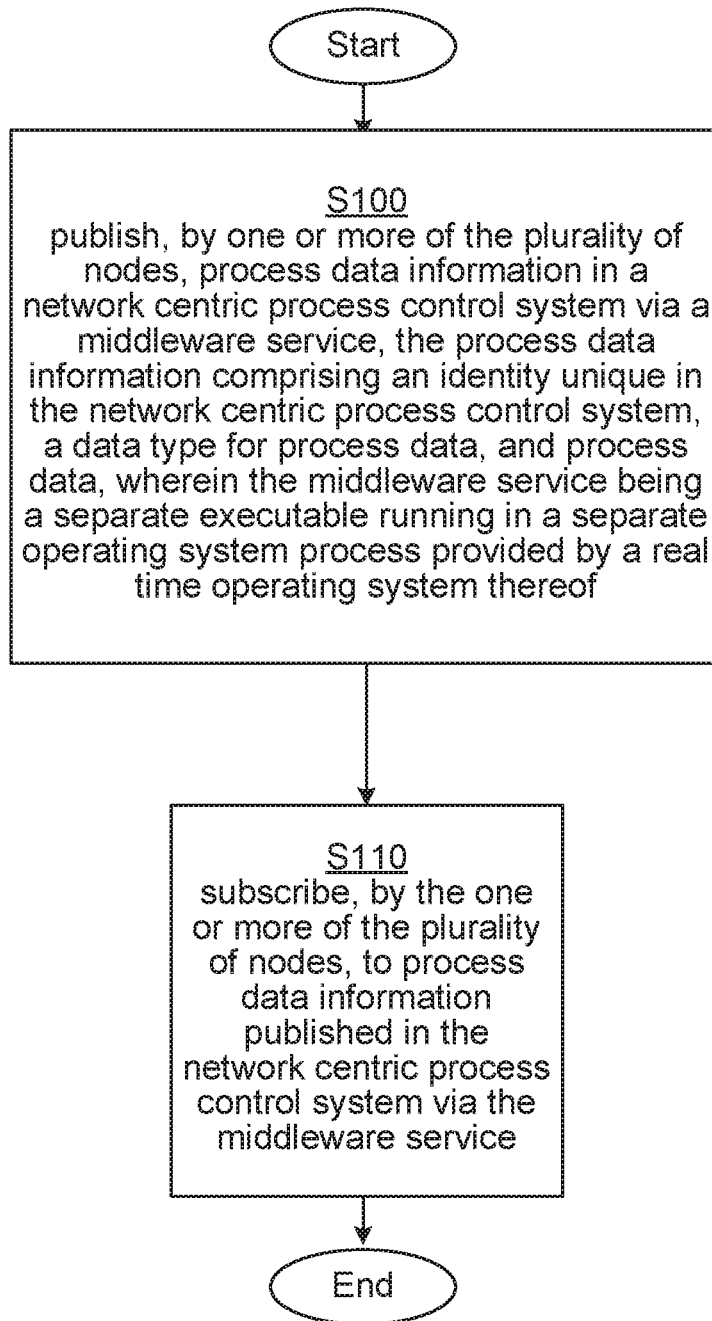 Start
S100
publish, by one or more of the plurality of
nodes, process data information in a
network centric process control system via a
middleware service, the process data
information comprising an identity unique in
the network centric process control system,
a data type for process data, and process
data, wherein the middleware service being
a separate executable running in a separate
operating system process provided by a real
time operating system thereof
S110
subscribe, by the one
or more of the plurality
of nodes, to process
data information
published in the
network centric process
control system via the
middleware service
End